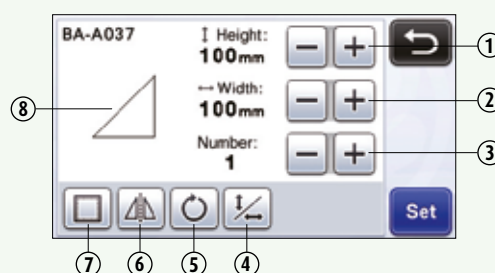 BA-A037
Height:
100mm
Width:
100mm
Number:
1
Set
1
2
3
8
7
6
5
4